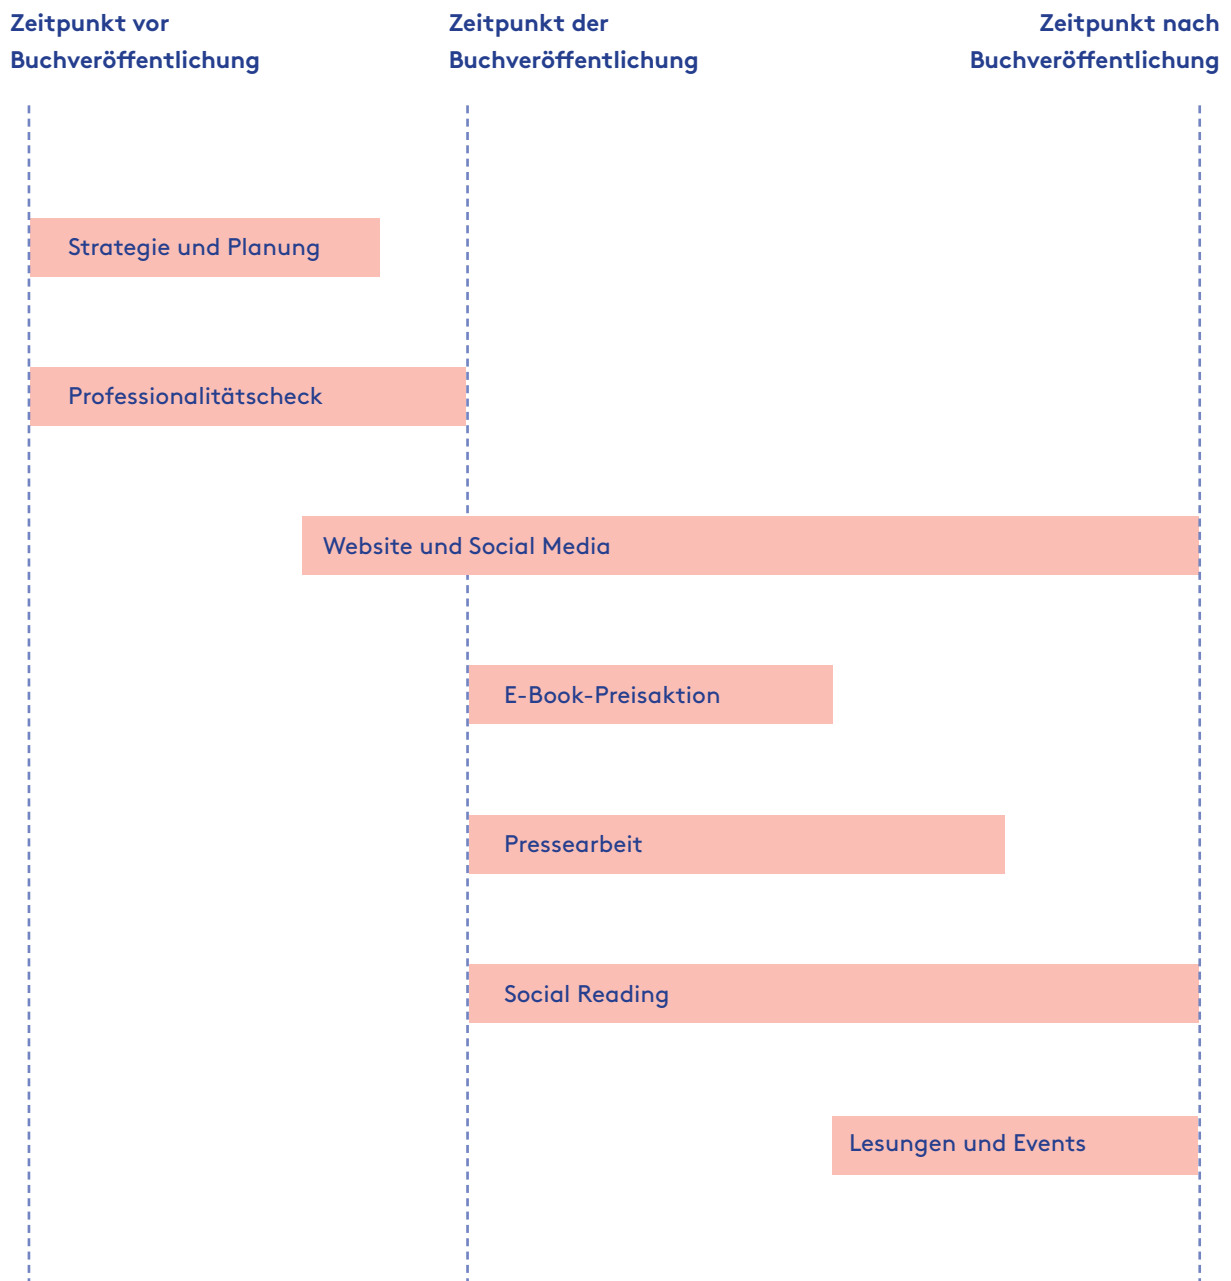 Zeitpunkt vor
Buchveröffentlichung
Zeitpunkt der
Buchveröffentlichung
Zeitpunkt nach
Buchveröffentlichung
Strategie und Planung
Professionalitätscheck
Website und Social Media
E-Book-Preisaktion
Pressearbeit
Social Reading
Lesungen und Events